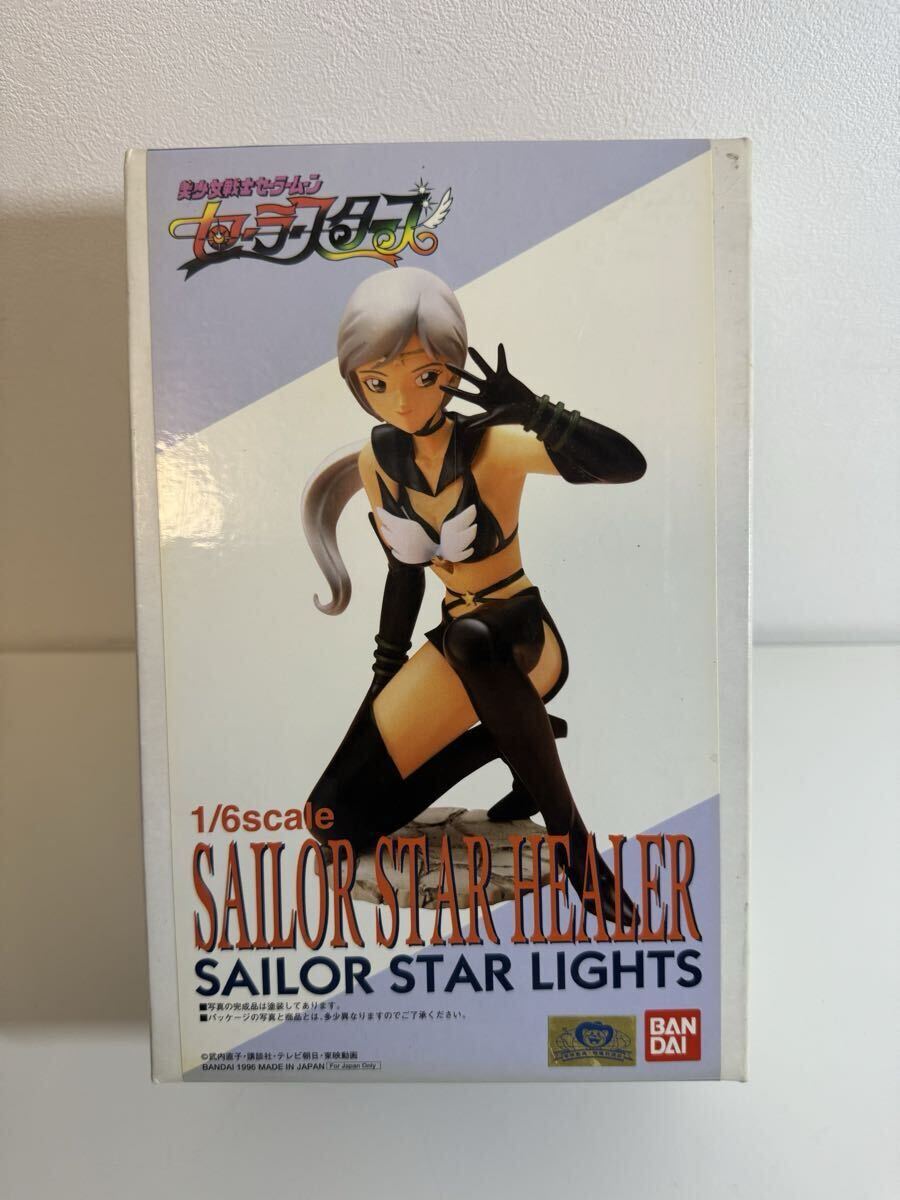 美少女戦士セーラームーン
セーラースターズ
1/6scale
SAILOR STAR HEALER
SAILOR STAR LIGHTS
■写真の完成品は塗装してあります。
■パッケージの写真と商品とは、多少異なりますのでご了承ください。
©武内直子・講談社・テレビ朝日・東映動画
BANDAI 1996 MADE IN JAPAN For Japan Only
BAN
DAI